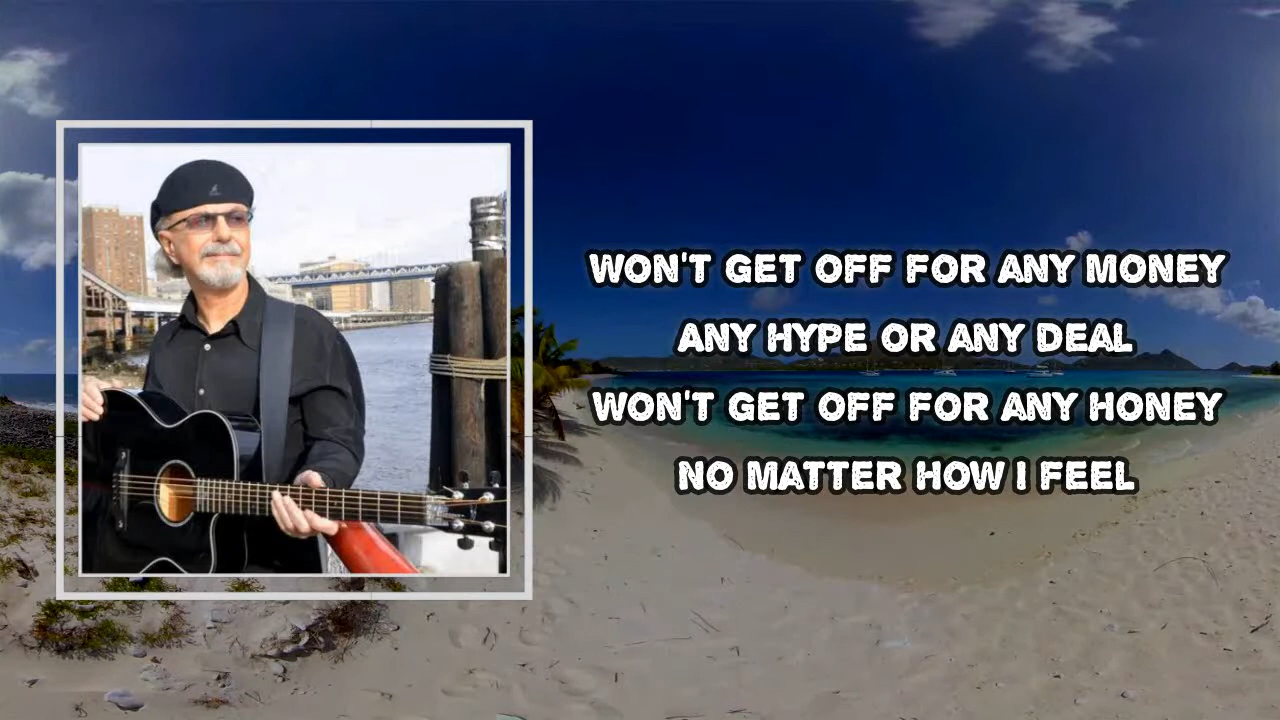 WON'T GET OFF FOR ANY MONEY
ANY HYPE OR ANY DEAL
WON'T GET OFF FOR ANY HONEY
NO MATTER HOW I FEEL